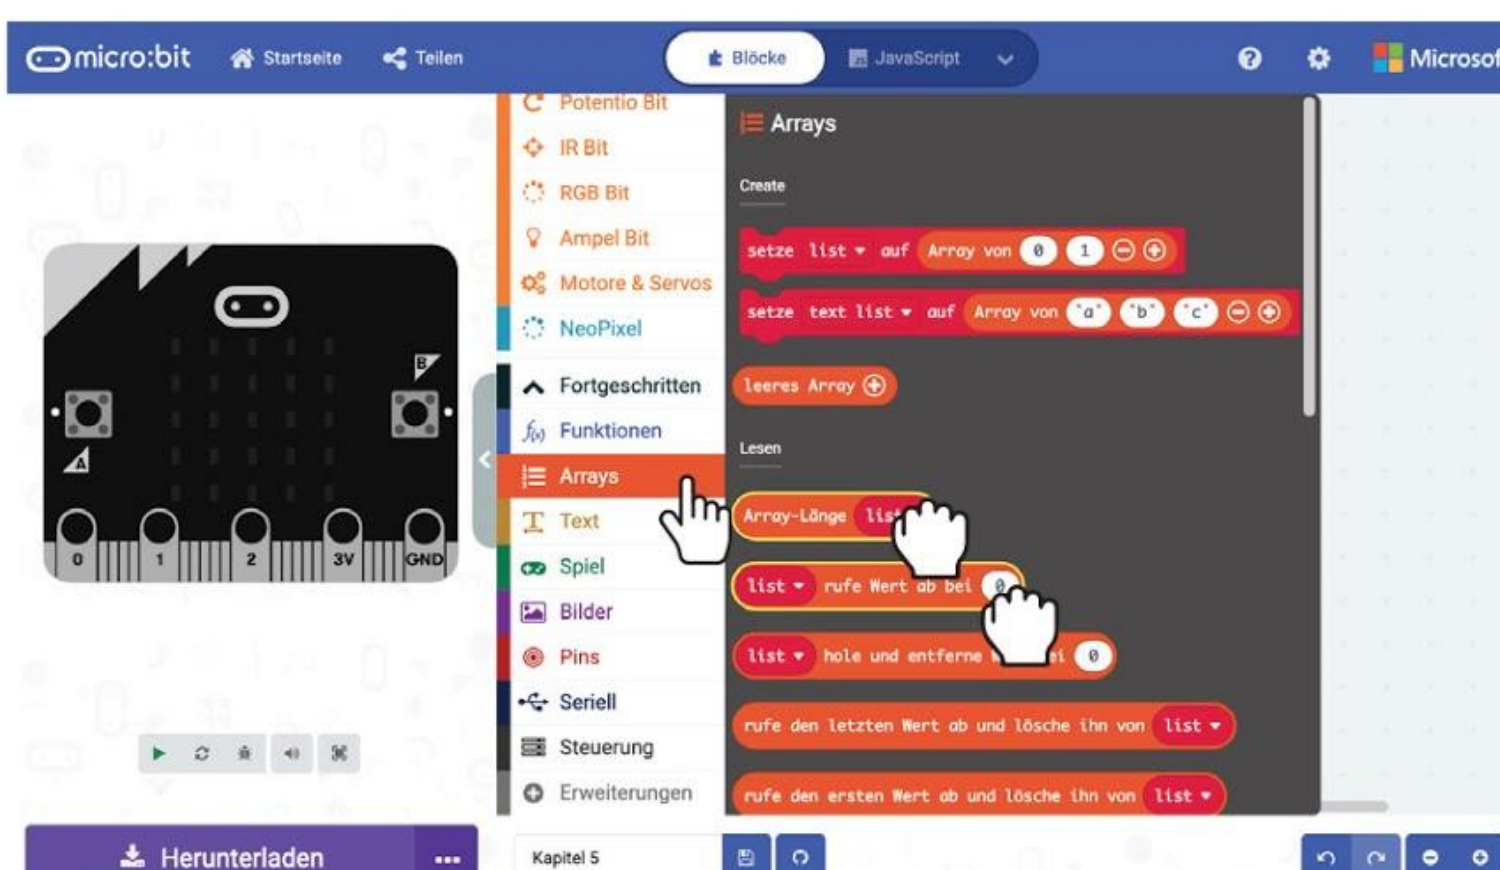 micro:bit Startseite Teilen Blöcke JavaScript Microsoft
Potentio Bit
IR Bit
RGB Bit
Ampel Bit
Motore & Servos
NeoPixel
Fortgeschritten
Funktionen
Arrays
Text
Spiel
Bilder
Pins
Seriell
Steuerung
Erweiterungen
Arrays
Create
setze list auf Array von 0 1
setze text list auf Array von "a" "b" "c"
leeres Array
Lesen
Array-Länge list
list rufe Wert ab bei 0
list hole und entferne 0
rufe den letzten Wert ab und lösche ihn von list
rufe den ersten Wert ab und lösche ihn von list
B
A
0 1 2 3V GND
Herunterladen
Kapitel 5